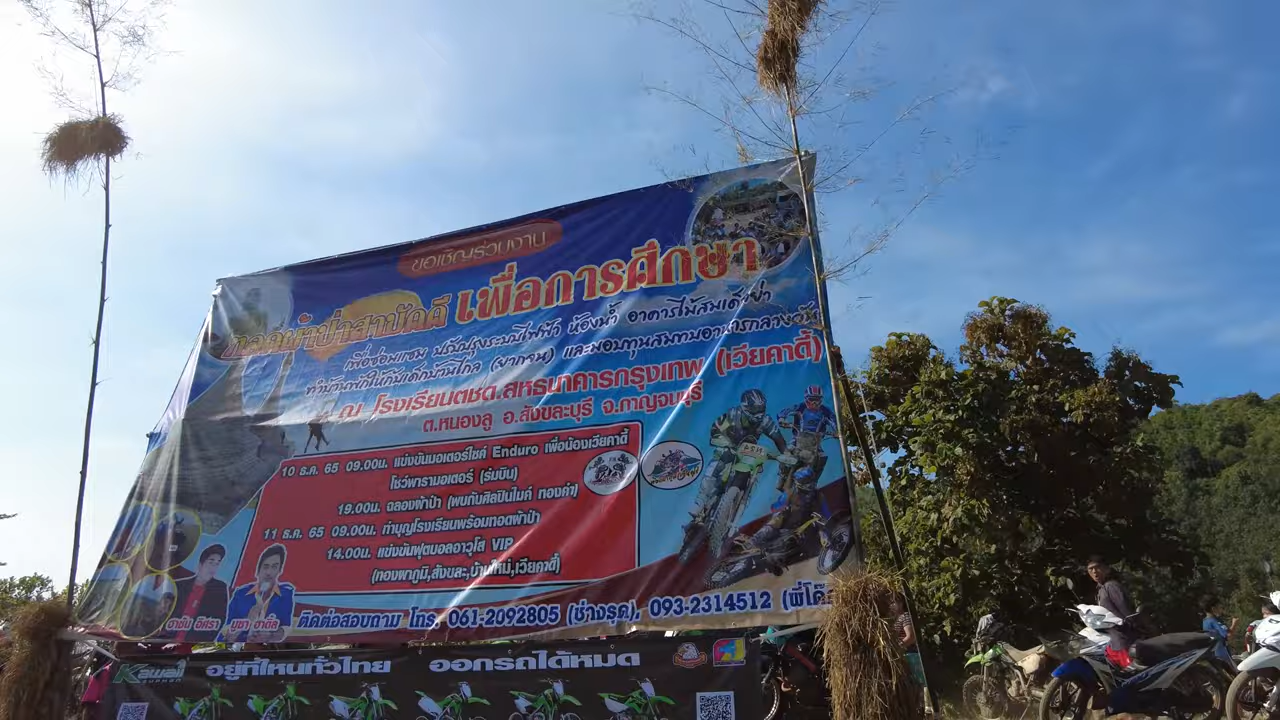 ขอเชิญร่วมงาน
ทอดผ้าป่าสามัคคี เพื่อการศึกษา
เพื่อซ่อมแซม ปรับปรุงระบบไฟฟ้า ห้องน้ำ อาคารไม้สมเด็จย่า
และมอบทุนสมทบอาหารกลางวัน
ณ โรงเรียนตชด.สหธนาคารกรุงเทพ (เวียคาดี้)
ต.หนองลู อ.สังขละบุรี จ.กาญจนบุรี
10 ธ.ค. 65 09.00น. แข่งขันมอเตอร์ไซค์ Enduro เพื่อน้องเวียคาดี้
โชว์พารามอเตอร์ (ร่มบิน)
19.00น. ฉลองผ้าป่า (พบกับศิลปินไมค์ ทองคำ)
11 ธ.ค. 65 09.00น. ทำบุญโรงเรียนพร้อมทอดผ้าป่า
14.00น. แข่งขันฟุตบอลอาวุโส VIP
(ทองผาภูมิ,สังขละ,บ้านใหม่,เวียคาดี้)
ติดต่อสอบถาม โทร. 061-2092805 (ช่างรุต), 093-2314512
อยู่ที่ไหนทั่วไทย ออกรถได้หมด